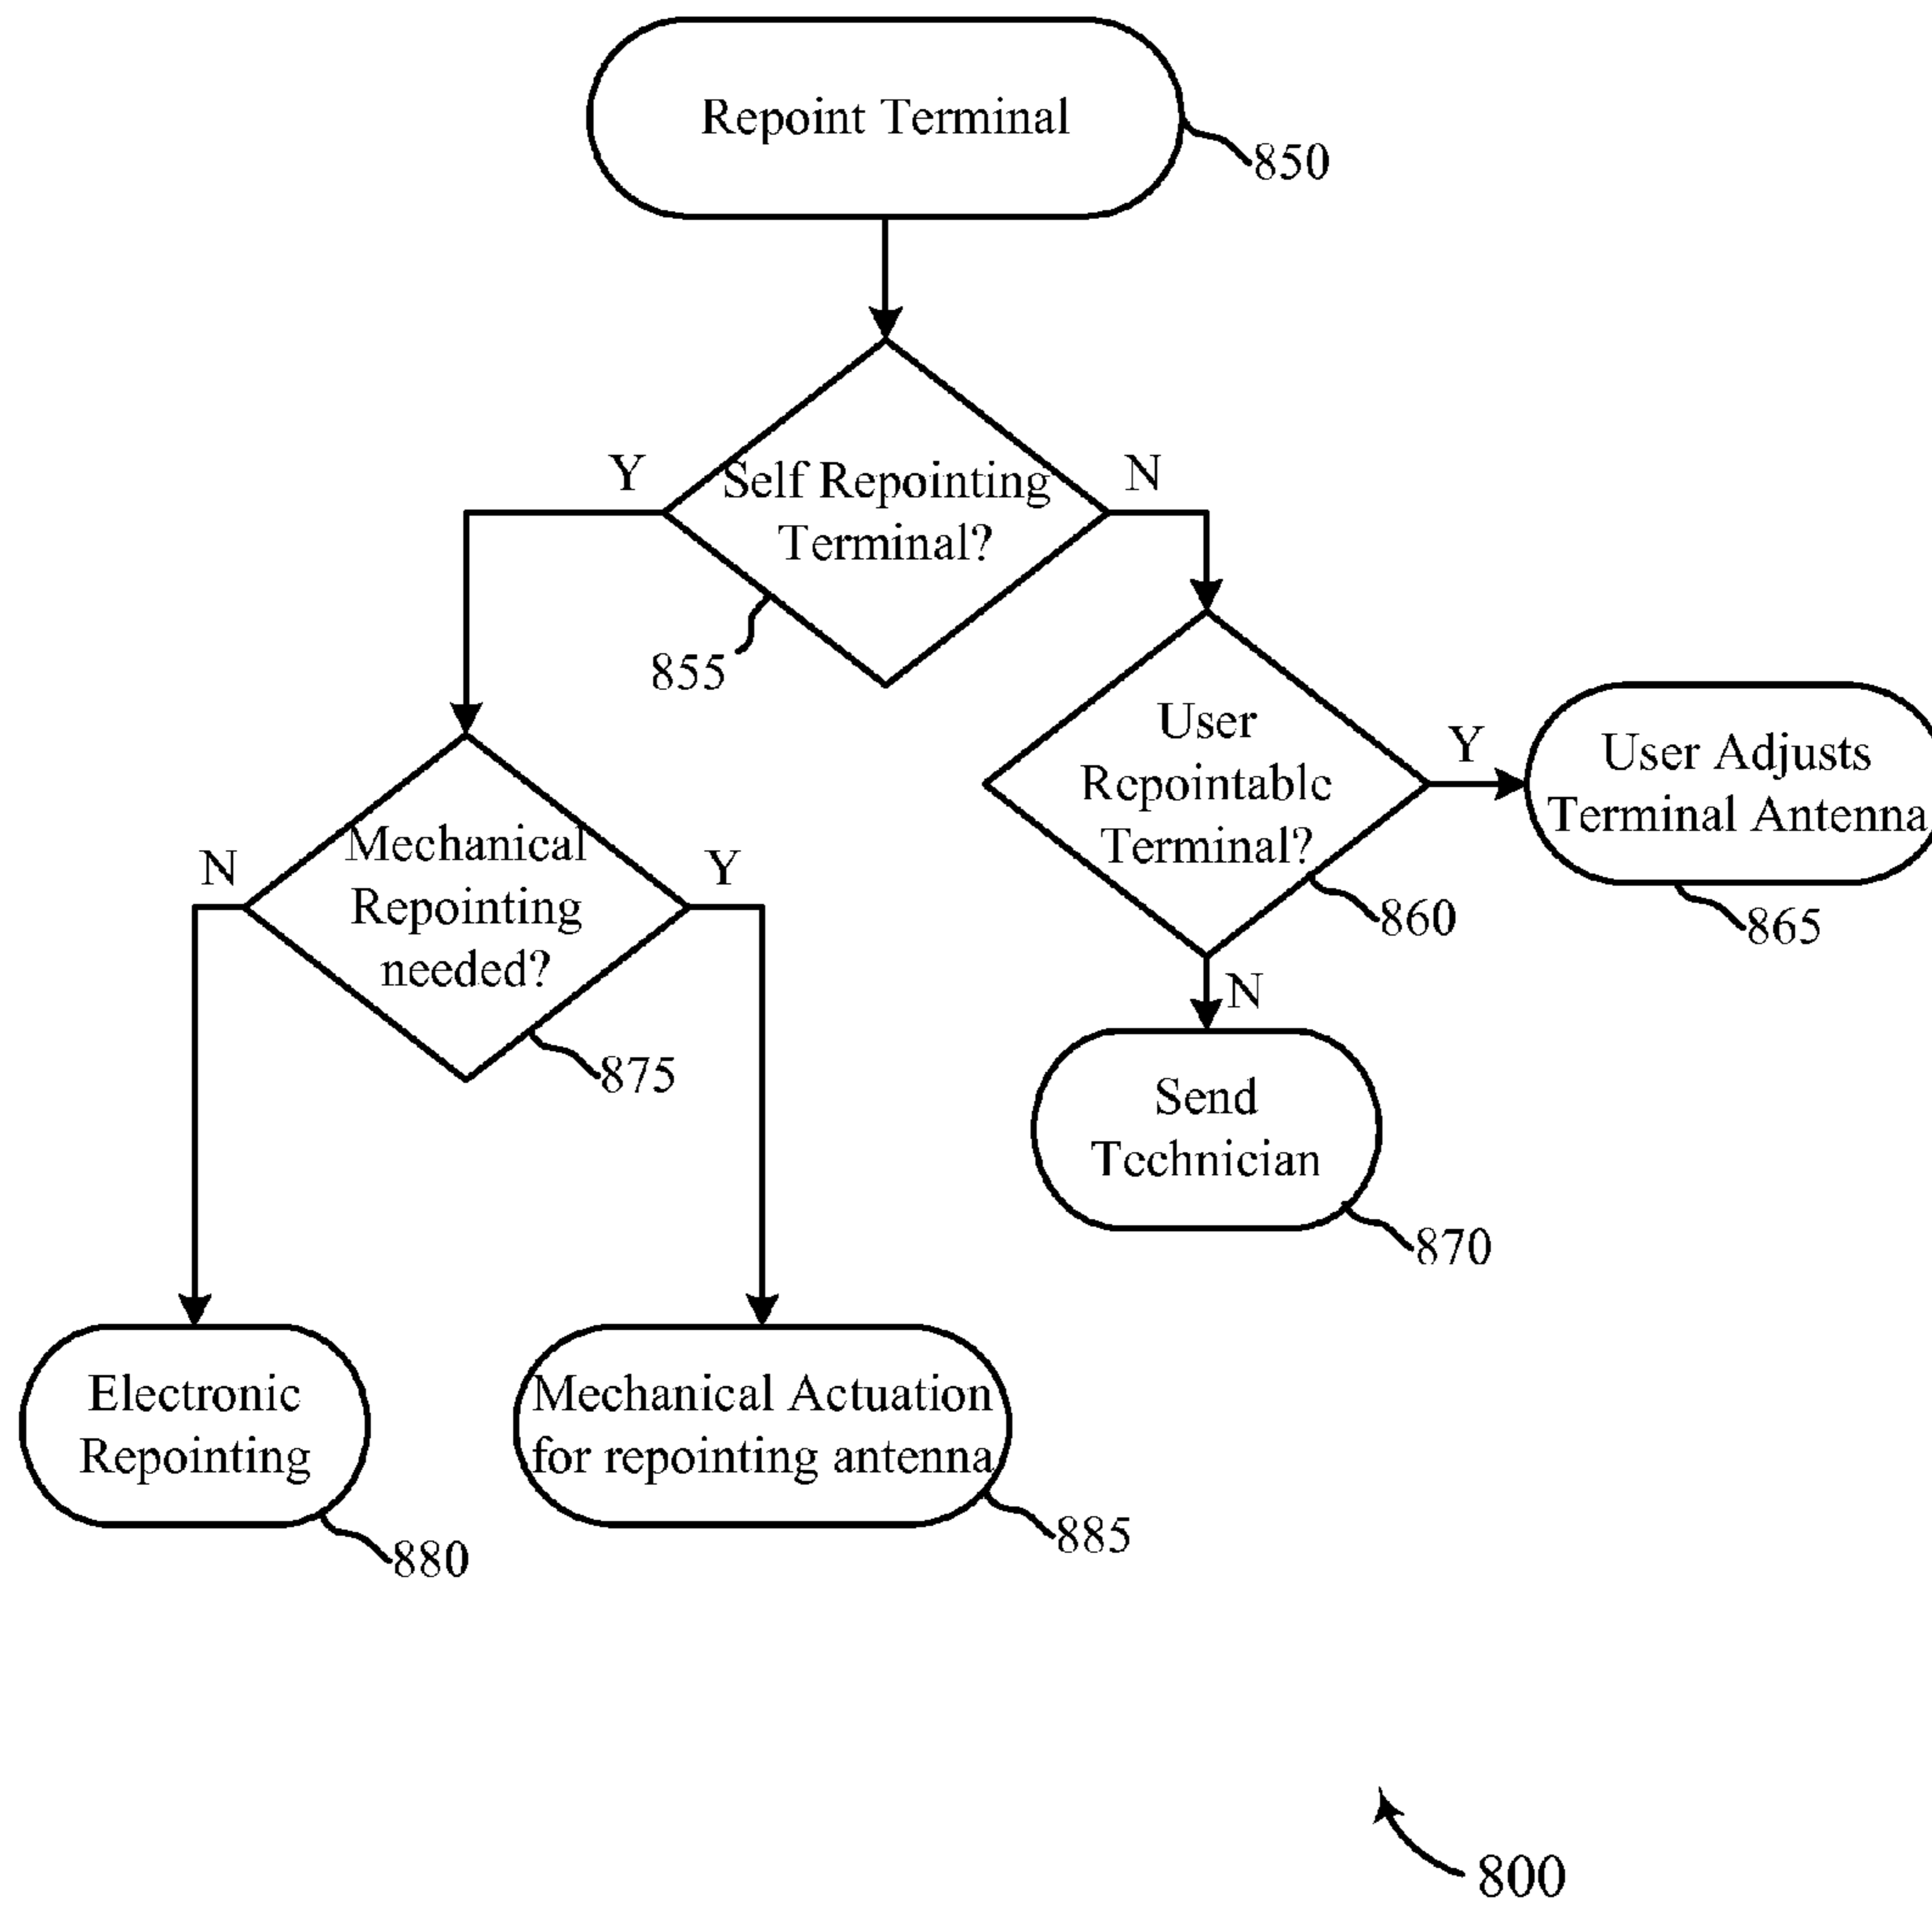 Repoint Terminal
850
Y
Self Repointing
Terminal?
N
855
User
Repointable
Terminal?
Y
User Adjusts
Terminal Antenna
860
865
N
Mechanical
Repointing
needed?
Y
875
N
Send
Technician
870
Electronic
Repointing
880
Mechanical Actuation
for repointing antenna
885
800